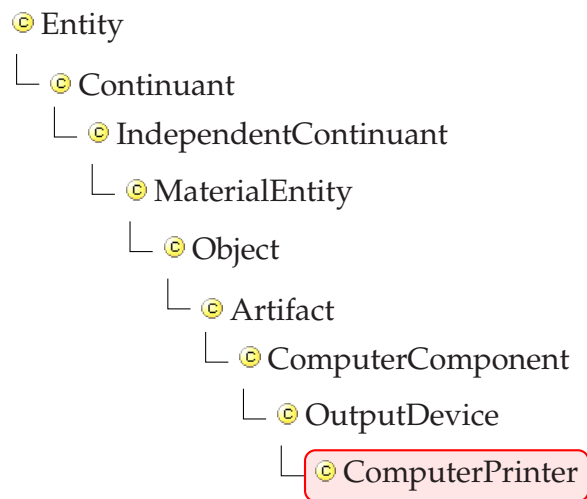 Entity
Continuant
IndependentContinuant
MaterialEntity
Object
Artifact
ComputerComponent
OutputDevice
ComputerPrinter